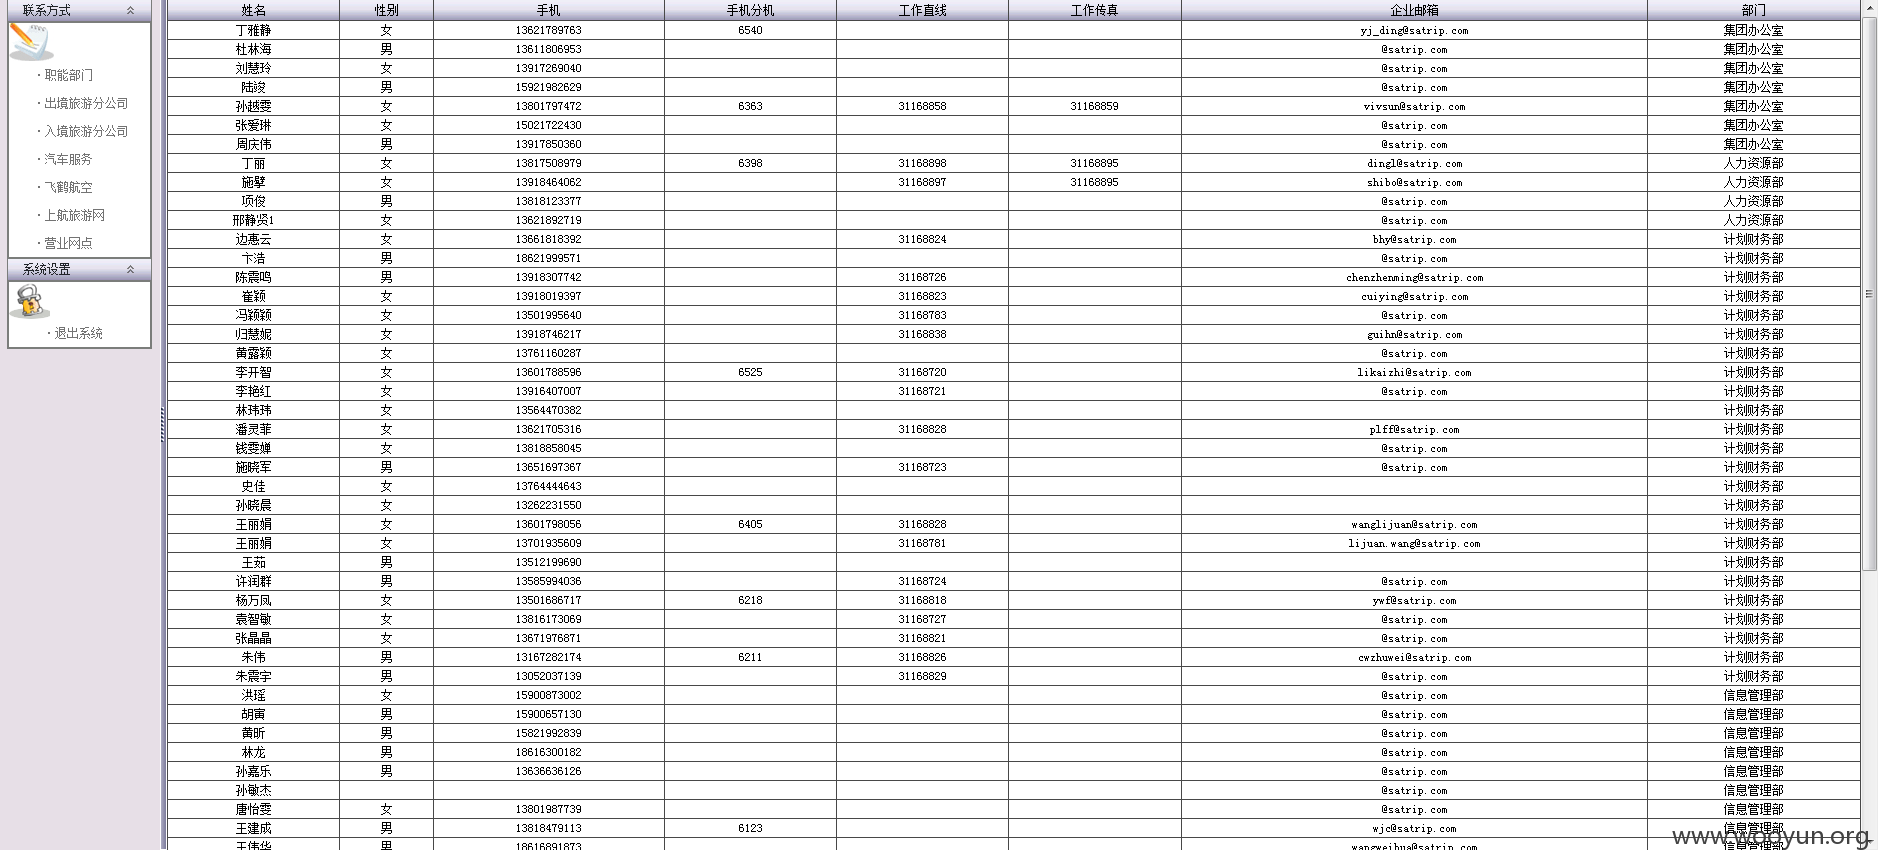 联系方式
职能部门
出境旅游分公司
入境旅游分公司
汽车服务
飞鹤航空
上航旅游网
营业网点
系统设置
退出系统
姓名 性别 手机 手机分机 工作直线 工作传真 企业邮箱 部门
丁雅静 女 13621789763 6540 yj_ding@satrip.com 集团办公室
杜林海 男 13611806953 @satrip.com 集团办公室
刘慧玲 女 13917269040 @satrip.com 集团办公室
陆竣 男 15921982629 @satrip.com 集团办公室
孙越雯 女 13801797472 6363 31168858 31168859 vivsun@satrip.com 集团办公室
张爱琳 女 15021722430 @satrip.com 集团办公室
周庆伟 男 13917850360 @satrip.com 集团办公室
丁丽 女 13817508979 6398 31168898 31168895 dingl@satrip.com 人力资源部
施擘 女 13918464062 31168897 31168895 shibo@satrip.com 人力资源部
项俊 男 13818123377 @satrip.com 人力资源部
邢静贤1 女 13621892719 @satrip.com 人力资源部
边惠云 女 13661818392 31168824 bhy@satrip.com 计划财务部
卞浩 男 18621999571 @satrip.com 计划财务部
陈震鸣 男 13918307742 31168726 chenzhenming@satrip.com 计划财务部
崔颖 女 13918019397 31168823 cuiying@satrip.com 计划财务部
冯颖颖 女 13501995640 31168783 @satrip.com 计划财务部
归慧妮 女 13918746217 31168838 guihn@satrip.com 计划财务部
黄露颖 女 13761160287 @satrip.com 计划财务部
李开智 女 13601788596 6525 31168720 likaizhi@satrip.com 计划财务部
李艳红 女 13916407007 31168721 @satrip.com 计划财务部
林玮玮 女 13564470382 计划财务部
潘灵菲 女 13621705316 31168828 plff@satrip.com 计划财务部
钱雯婵 女 13818858045 @satrip.com 计划财务部
施晓军 男 13651697367 31168723 @satrip.com 计划财务部
史佳 女 13764444643 计划财务部
孙晓晨 女 13262231550 计划财务部
王丽娟 女 13601798056 6405 31168828 wanglijuan@satrip.com 计划财务部
王丽娟 女 13701935609 31168781 lijuan.wang@satrip.com 计划财务部
王茹 男 13512199690 计划财务部
许润群 男 13585994036 31168724 @satrip.com 计划财务部
杨万凤 女 13501686717 6218 31168818 ywf@satrip.com 计划财务部
袁智敏 女 13816173069 31168727 @satrip.com 计划财务部
张晶晶 女 13671976871 31168821 @satrip.com 计划财务部
朱伟 男 13167282174 6211 31168826 cwzhuwei@satrip.com 计划财务部
朱震宇 男 13052037139 31168829 @satrip.com 计划财务部
洪瑶 女 15900873002 @satrip.com 信息管理部
胡寅 男 15900657130 @satrip.com 信息管理部
黄昕 男 15821992839 @satrip.com 信息管理部
林龙 男 18616300182 @satrip.com 信息管理部
孙嘉乐 男 13636636126 @satrip.com 信息管理部
孙敏杰 @satrip.com 信息管理部
唐怡雯 女 13801987739 @satrip.com 信息管理部
王建成 男 13818479113 6123 wjc@satrip.com 信息管理部
王伟华 男 18616891873 wangweihua@satrip.com 信息管理部
www.wooyun.org